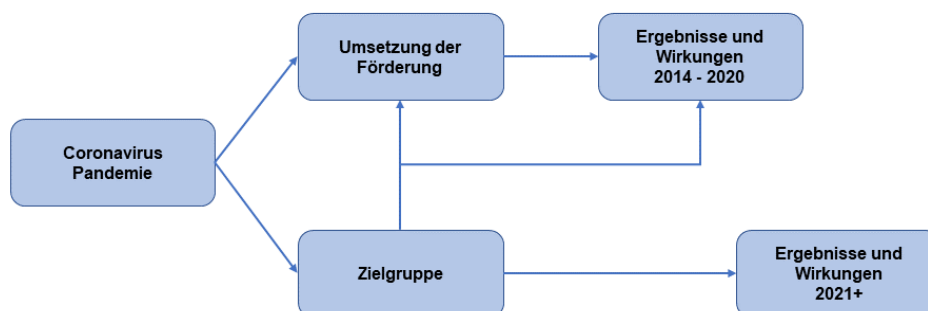 Umsetzung der
Förderung
Ergebnisse und
Wirkungen
2014 - 2020
Coronavirus
Pandemie
Zielgruppe
Ergebnisse und
Wirkungen
2021+